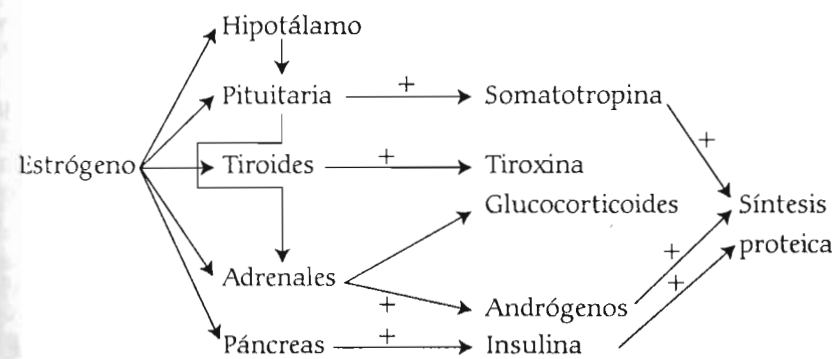 Hipotálamo
Pituitaria + Somatotropina
+
Estrógeno Tiroides + Tiroxina
Glucocorticoides Síntesis
+ proteica
Adrenales +
+ Andrógenos
Páncreas + Insulina